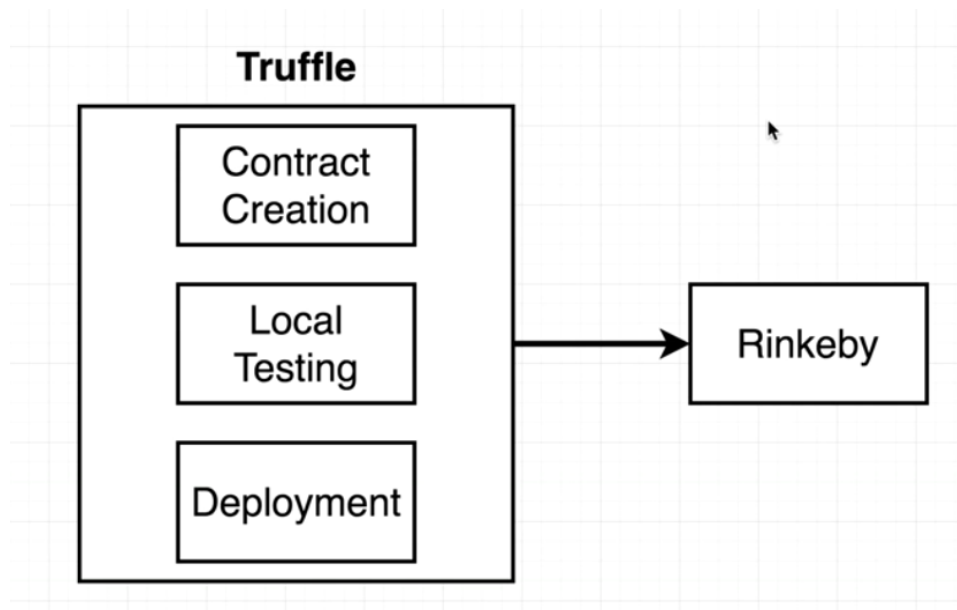 Truffle
Contract
Creation
Local
Testing
Deployment
Rinkeby